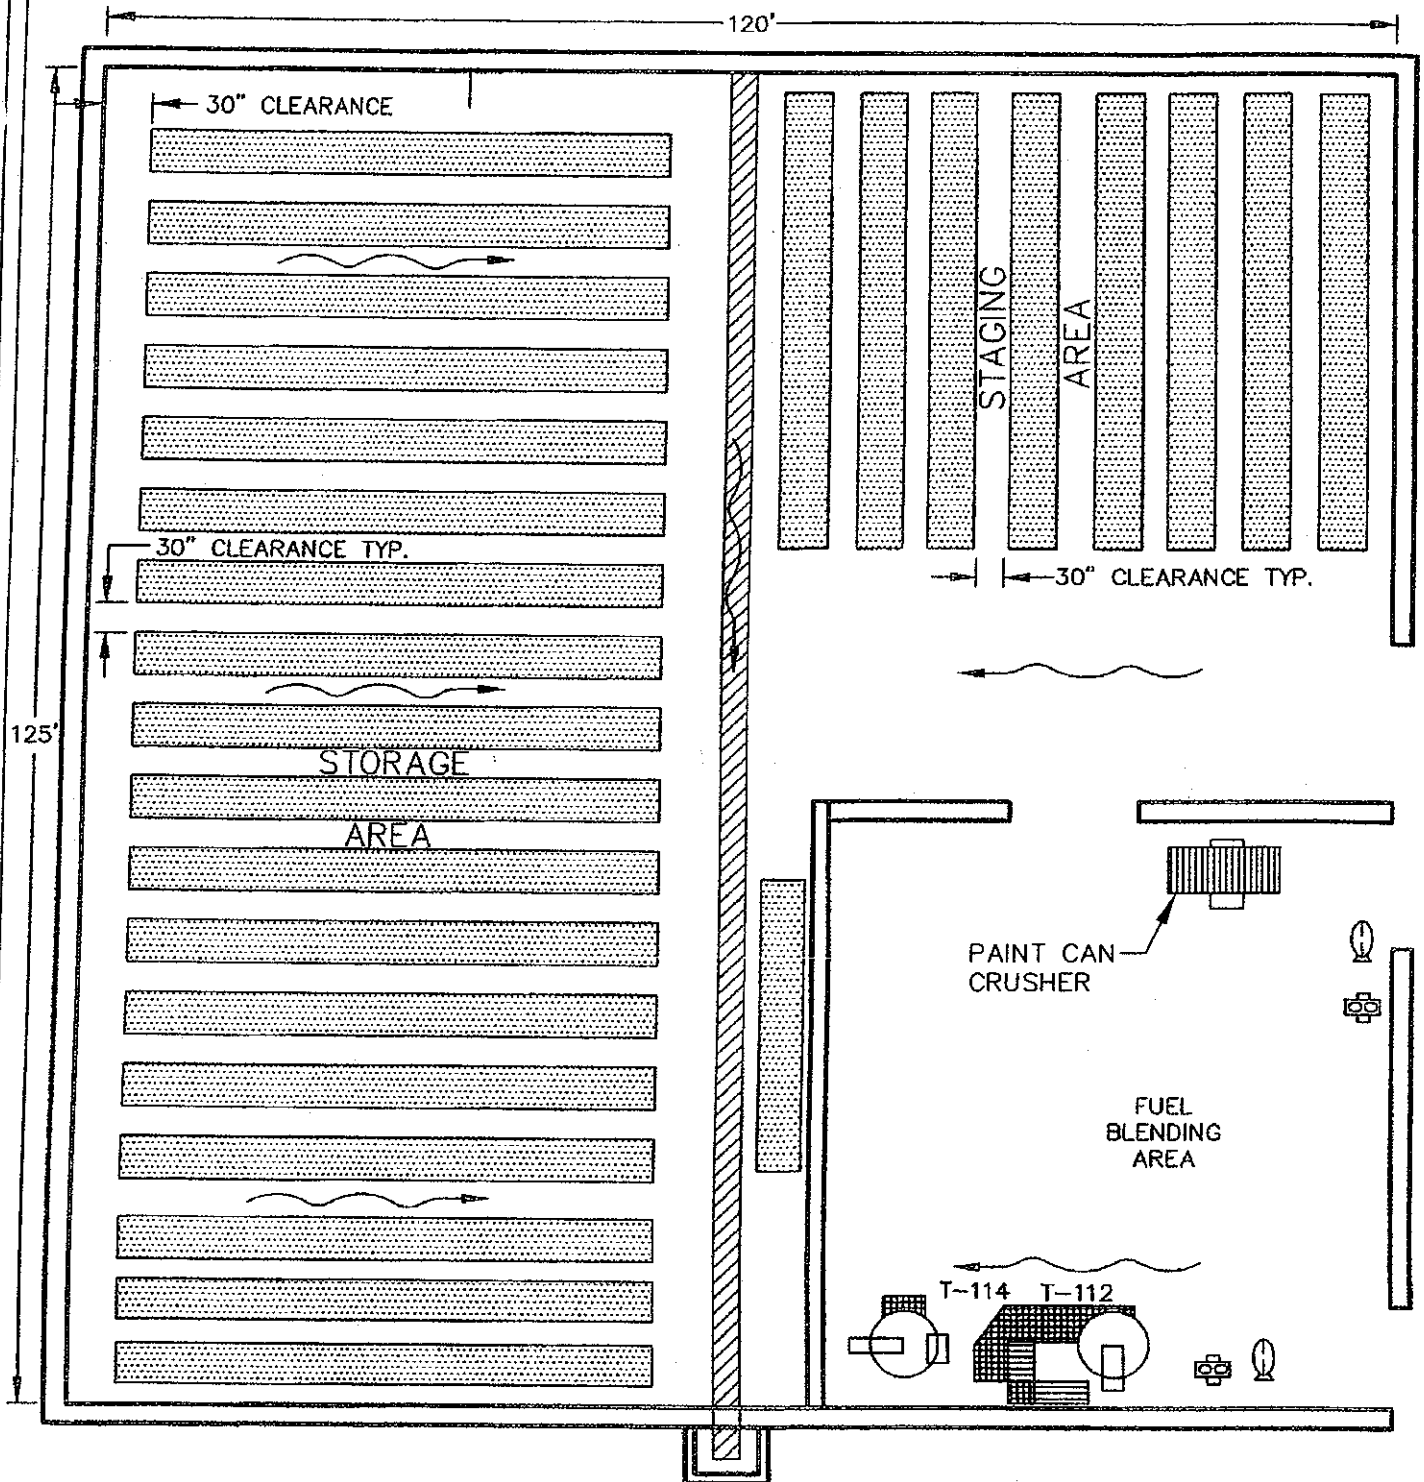 120'
30" CLEARANCE
STAGING
AREA
30" CLEARANCE TYP.
30" CLEARANCE TYP.
125'
STORAGE
AREA
PAINT CAN
CRUSHER
FUEL
BLENDING
AREA
T-114 T-112